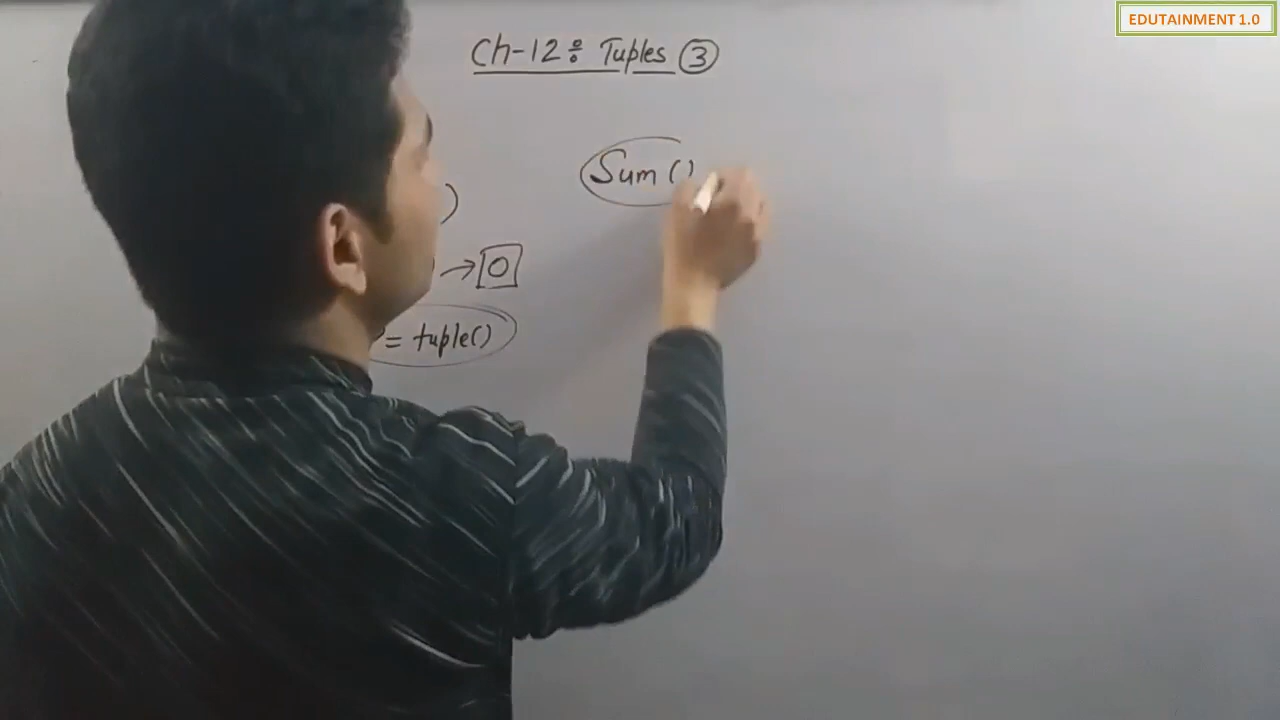 EDUTAINMENT 1.0
Ch-12: Tuples ③
Sum ()
)
→ 0
= tuple()